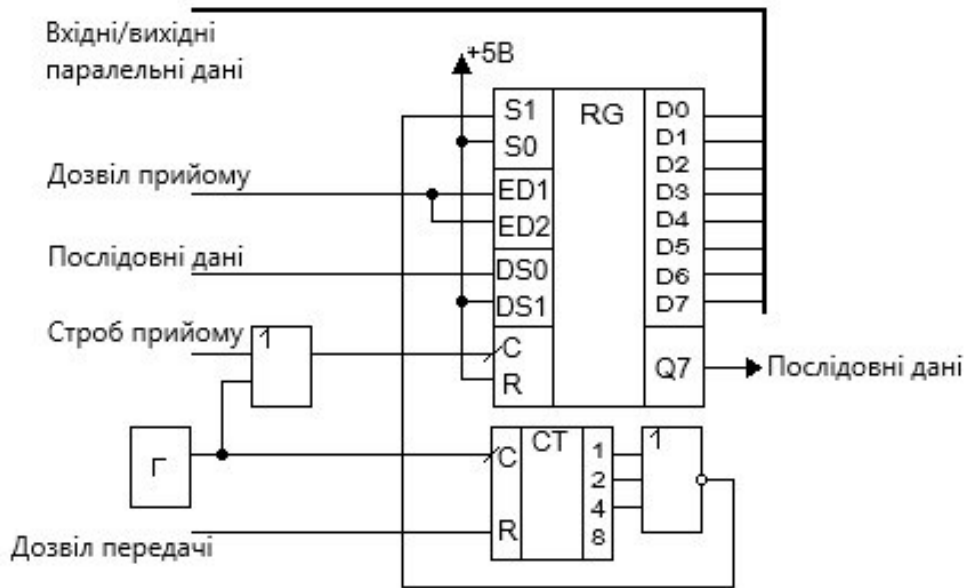 Вхідні/вихідні
паралельні дані
+5В
S1
S0
RG
D0
D1
D2
D3
D4
D5
D6
D7
Дозвіл прийому
ED1
ED2
Послідовні дані
DS0
DS1
Строб прийому
1
C
R
Q7
Послідовні дані
Г
C
CT
1
2
4
8
1
R
Дозвіл передачі